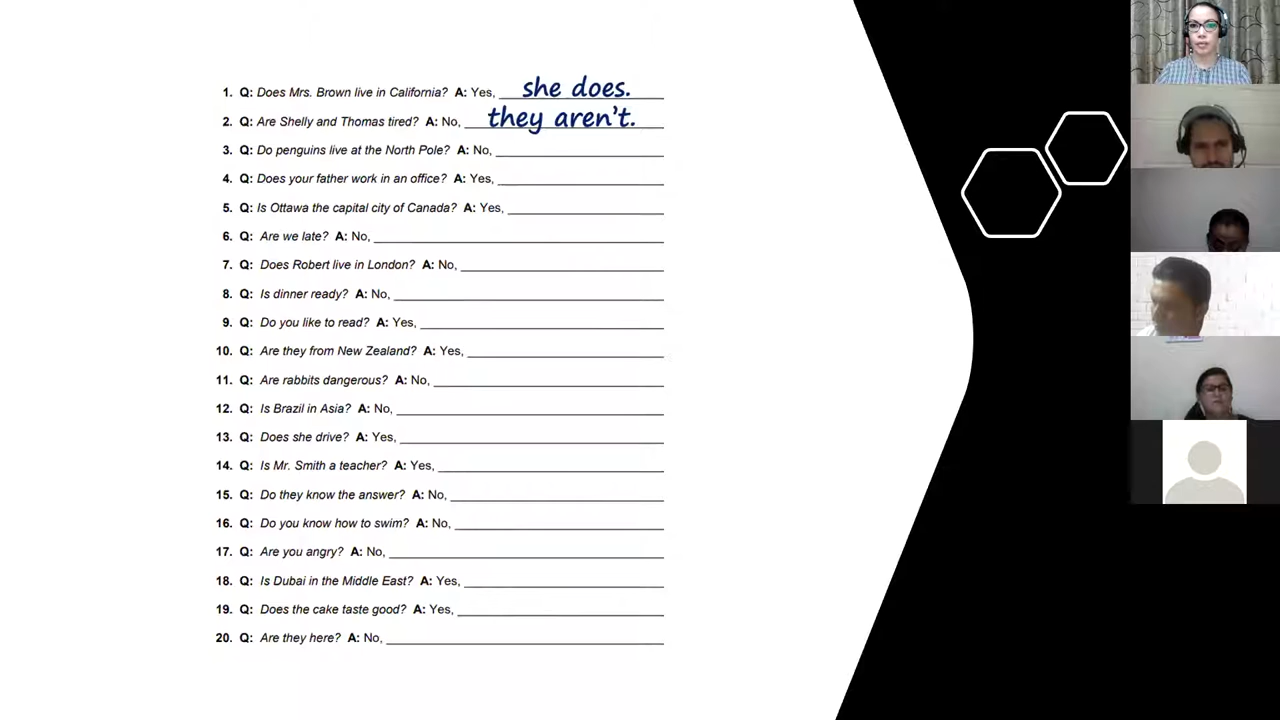 1. Q: Does Mrs. Brown live in California? A: Yes, she does.
2. Q: Are Shelly and Thomas tired? A: No, they aren't.
3. Q: Do penguins live at the North Pole? A: No,
4. Q: Does your father work in an office? A: Yes,
5. Q: Is Ottawa the capital city of Canada? A: Yes,
6. Q: Are we late? A: No,
7. Q: Does Robert live in London? A: No,
8. Q: Is dinner ready? A: No,
9. Q: Do you like to read? A: Yes,
10. Q: Are they from New Zealand? A: Yes,
11. Q: Are rabbits dangerous? A: No,
12. Q: Is Brazil in Asia? A: No,
13. Q: Does she drive? A: Yes,
14. Q: Is Mr. Smith a teacher? A: Yes,
15. Q: Do they know the answer? A: No,
16. Q: Do you know how to swim? A: No,
17. Q: Are you angry? A: No,
18. Q: Is Dubai in the Middle East? A: Yes,
19. Q: Does the cake taste good? A: Yes,
20. Q: Are they here? A: No,